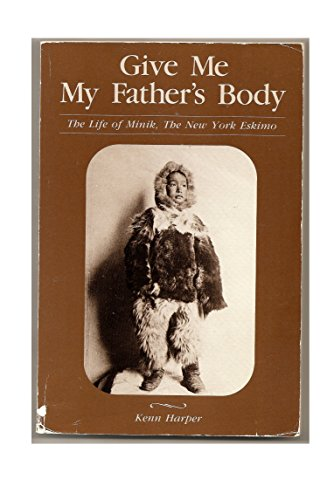 Give Me
My Father's Body
The Life of Minik, The New York Eskimo
Kenn Harper